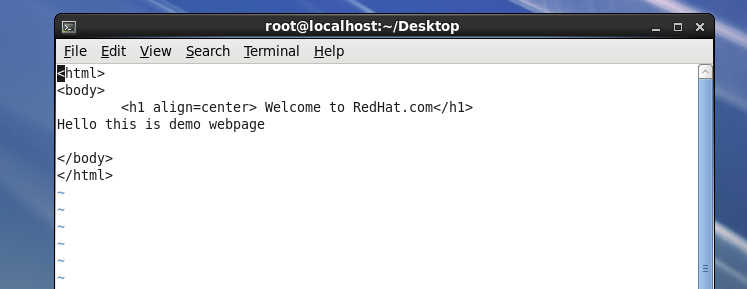 root@localhost:~/Desktop
File Edit View Search Terminal Help
<html>
<body>
        <h1 align=center> Welcome to RedHat.com</h1>
Hello this is demo webpage

</body>
</html>
~
~
~
~
~
~